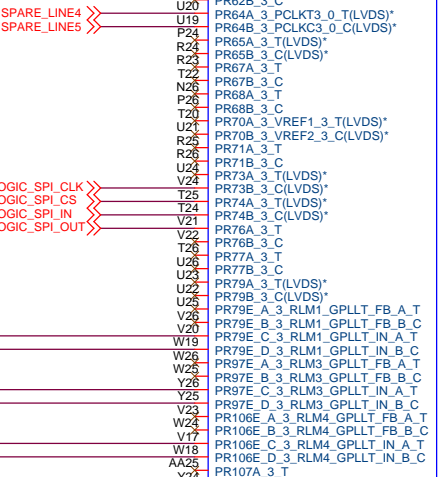 U20 PR62B_3_C
SPARE_LINE4 U19 PR64A_3_PCLKT3_0_T(LVDS)*
SPARE_LINE5 P24 PR64B_3_PCLKC3_0_C(LVDS)*
R24 PR65A_3_T(LVDS)*
R23 PR65B_3_C(LVDS)*
T22 PR67A_3_T
N26 PR67B_3_C
P26 PR68A_3_T
T20 PR68B_3_C
U21 PR70A_3_VREF1_3_T(LVDS)*
R25 PR70B_3_VREF2_3_C(LVDS)*
R26 PR71A_3_T
U24 PR71B_3_C
V24 PR73A_3_T(LVDS)*
OGIC_SPI_CLK T25 PR73B_3_C(LVDS)*
OGIC_SPI_CS T24 PR74A_3_T(LVDS)*
OGIC_SPI_IN V21 PR74B_3_C(LVDS)*
OGIC_SPI_OUT V22 PR76A_3_T
T26 PR76B_3_C
U26 PR77A_3_T
U23 PR77B_3_C
U22 PR79A_3_T(LVDS)*
U25 PR79B_3_C(LVDS)*
V26 PR79E_A_3_RLM1_GPLLT_FB_A_T
V20 PR79E_B_3_RLM1_GPLLT_FB_B_C
W19 PR79E_C_3_RLM1_GPLLT_IN_A_T
W26 PR79E_D_3_RLM1_GPLLT_IN_B_C
W25 PR97E_A_3_RLM3_GPLLT_FB_A_T
Y26 PR97E_B_3_RLM3_GPLLT_FB_B_C
Y25 PR97E_C_3_RLM3_GPLLT_IN_A_T
V23 PR97E_D_3_RLM3_GPLLT_IN_B_C
W24 PR106E_A_3_RLM4_GPLLT_FB_A_T
V17 PR106E_B_3_RLM4_GPLLT_FB_B_C
W18 PR106E_C_3_RLM4_GPLLT_IN_A_T
AA25 PR106E_D_3_RLM4_GPLLT_IN_B_C
Y24 PR107A_3_T